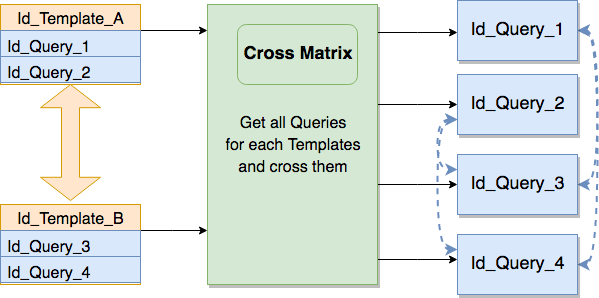 Id_Template_A
Id_Query_1
Id_Query_2
Id_Template_B
Id_Query_3
Id_Query_4
Cross Matrix
Get all Queries
for each Templates
and cross them
Id_Query_1
Id_Query_2
Id_Query_3
Id_Query_4